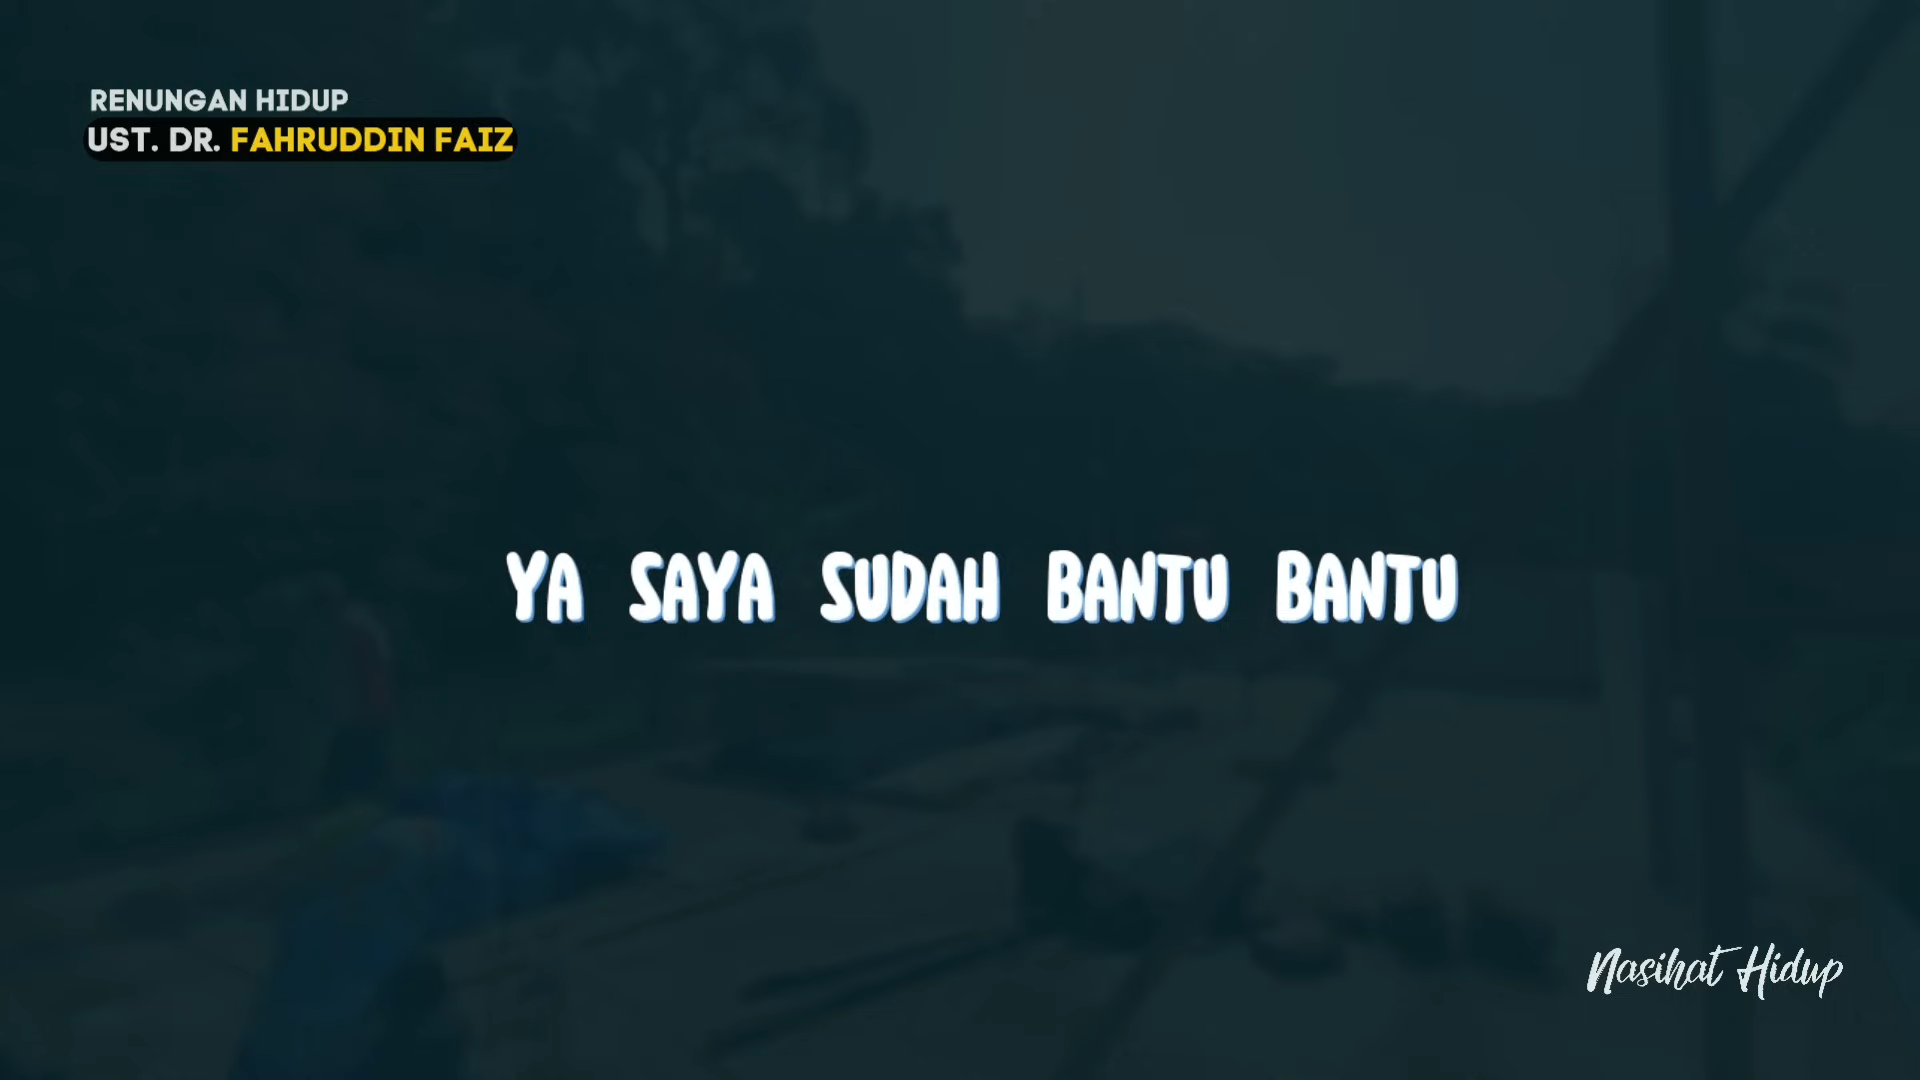 RENUNGAN HIDUP
UST. DR. FAHRUDDIN FAIZ
YA SAYA SUDAH BANTU BANTU
Nasihat Hidup